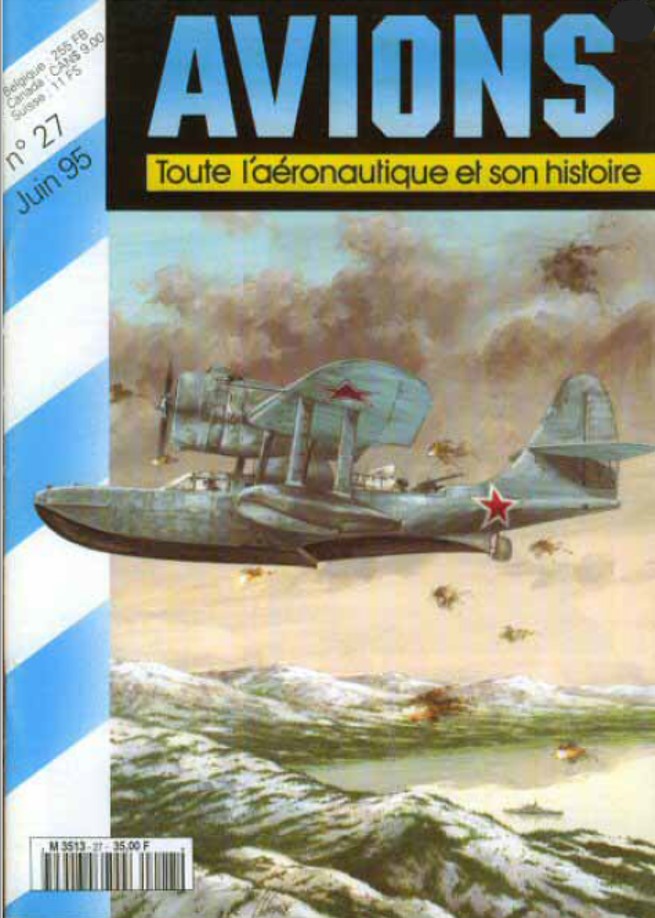 Belgique : 255 FB
Canada : CAN$ 9.00
Suisse : 11 FS
n° 27
Juin 95
AVIONS
Toute l'aéronautique et son histoire
M 3513 - 27 - 35,00 F